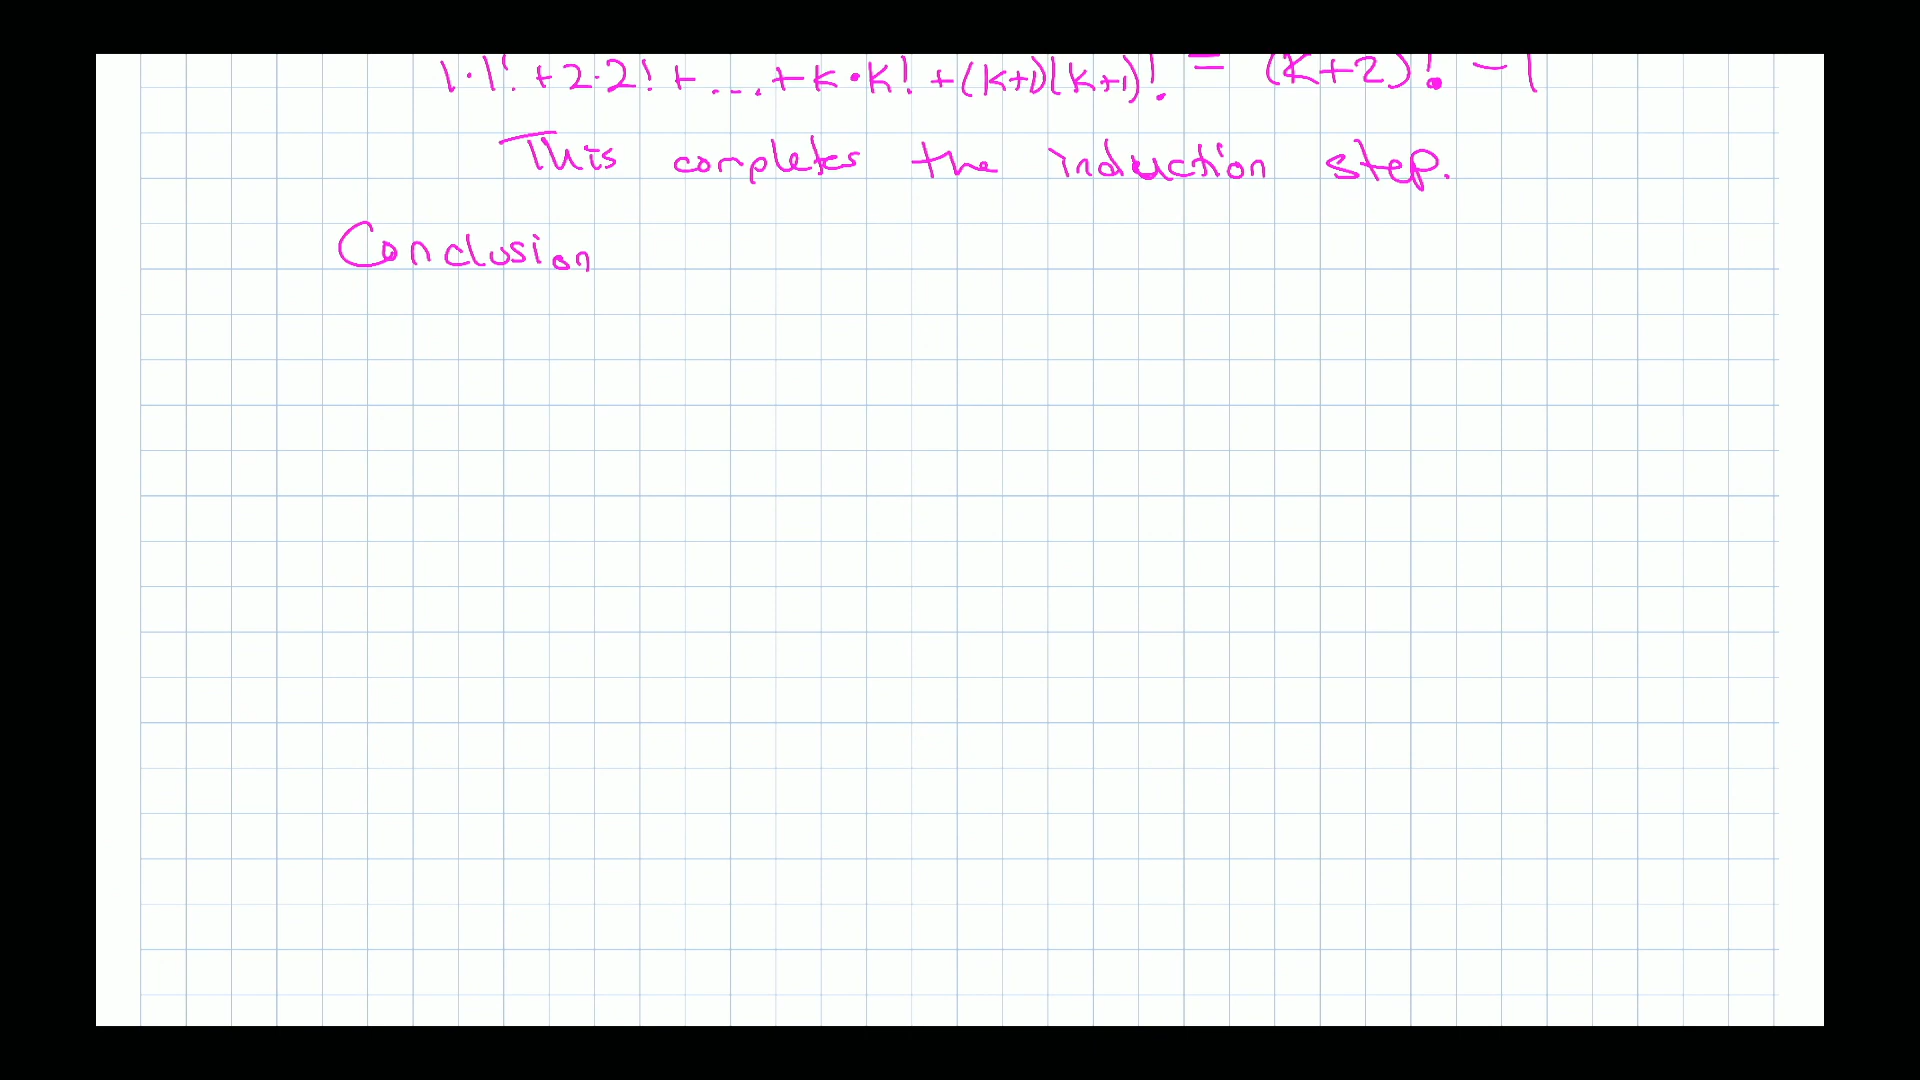 1·1! + 2·2! + ... + k·k! + (k+1)(k+1)! = (k+2)! - 1
This completes the induction step.
Conclusion